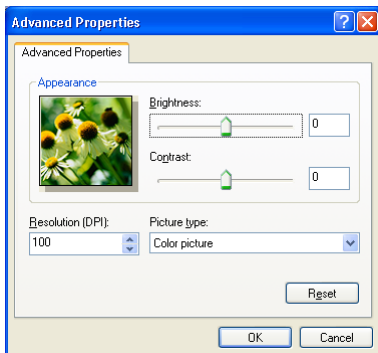 Advanced Properties
Advanced Properties
Appearance
Brightness:
0
Contrast:
0
Resolution (DPI):
100
Picture type:
Color picture
Reset
OK
Cancel